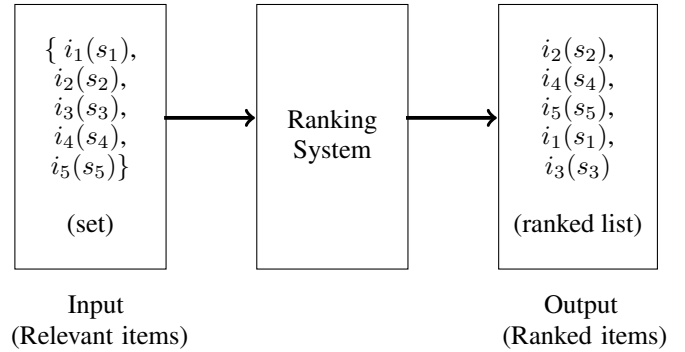 { i₁(s₁),
i₂(s₂),
i₃(s₃),
i₄(s₄),
i₅(s₅)}
(set)
Input
(Relevant items)
Ranking
System
i₂(s₂),
i₄(s₄),
i₅(s₅),
i₁(s₁),
i₃(s₃)
(ranked list)
Output
(Ranked items)